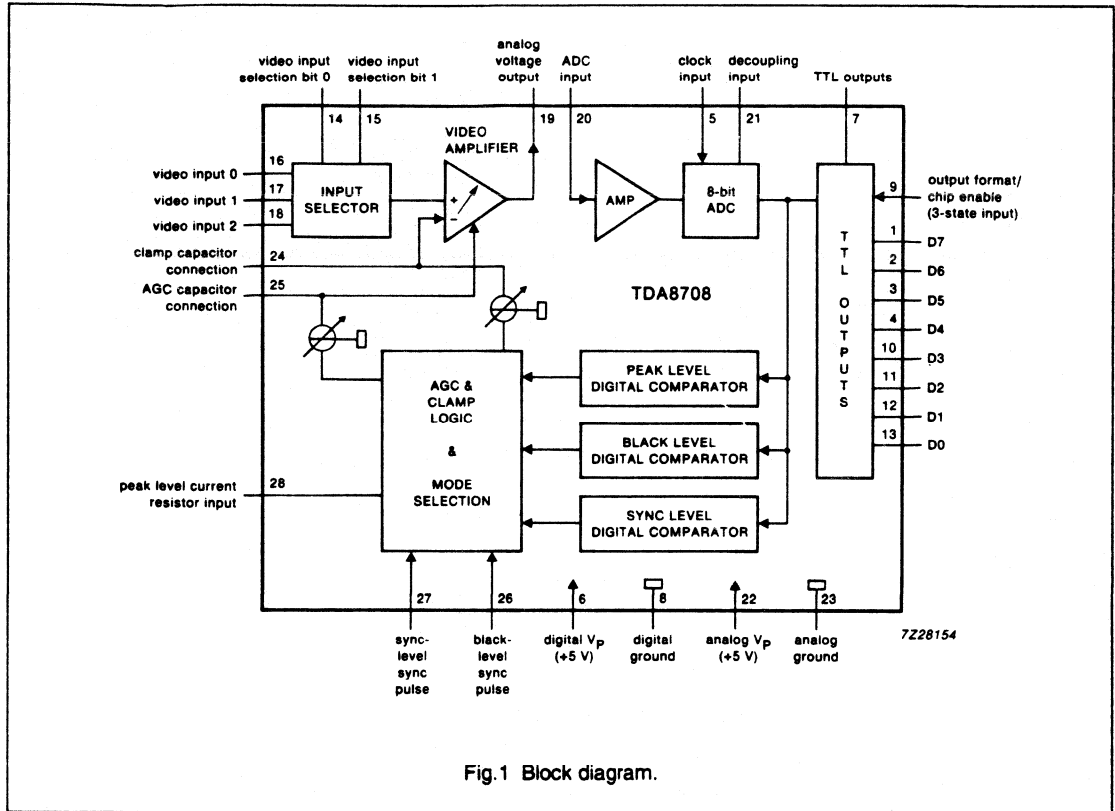 video input
selection bit 0
video input
selection bit 1
analog
voltage
output
ADC
input
clock
input
decoupling
input
TTL outputs
14
15
19
20
5
21
7
VIDEO
AMPLIFIER
video input 0
16
video input 1
17
video input 2
18
INPUT
SELECTOR
+
−
AMP
8-bit
ADC
TTL OUTPUTS
9
output format/
chip enable
(3-state input)
1
D7
2
D6
3
D5
4
D4
10
D3
11
D2
12
D1
13
D0
clamp capacitor
connection
24
AGC capacitor
connection
25
TDA8708
AGC &
CLAMP
LOGIC
&
MODE
SELECTION
PEAK LEVEL
DIGITAL COMPARATOR
BLACK LEVEL
DIGITAL COMPARATOR
SYNC LEVEL
DIGITAL COMPARATOR
peak level current
resistor input
28
27
26
6
8
22
23
sync-
level
sync
pulse
black-
level
sync
pulse
digital VP
(+5 V)
digital
ground
analog VP
(+5 V)
analog
ground
7Z28154
Fig.1 Block diagram.